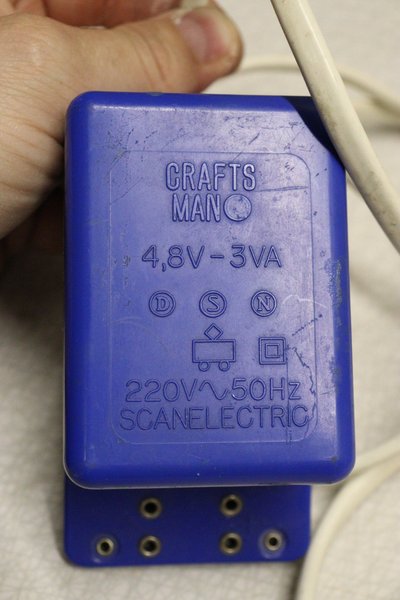 CRAFTS
MAN
4,8V-3VA
D S N
220V~50Hz
SCANELECTRIC